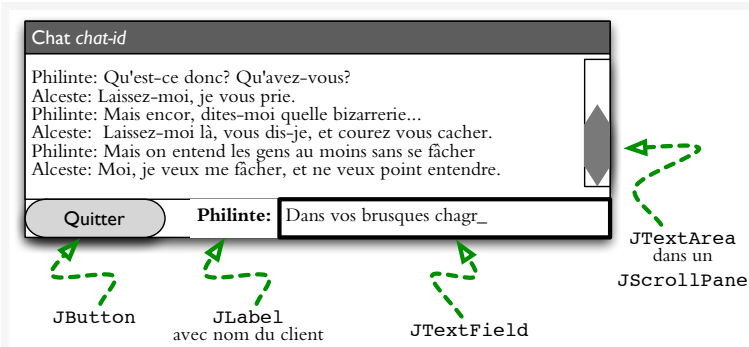 Chat chat-id
Philinte: Qu'est-ce donc? Qu'avez-vous?
Alceste: Laissez-moi, je vous prie.
Philinte: Mais encor, dites-moi quelle bizarrerie...
Alceste:  Laissez-moi là, vous dis-je, et courez vous cacher.
Philinte: Mais on entend les gens au moins sans se fâcher
Alceste: Moi, je veux me fâcher, et ne veux point entendre.
Quitter
Philinte:
Dans vos brusques chagr_
JTextArea
dans un
JScrollPane
JButton
JLabel
avec nom du client
JTextField